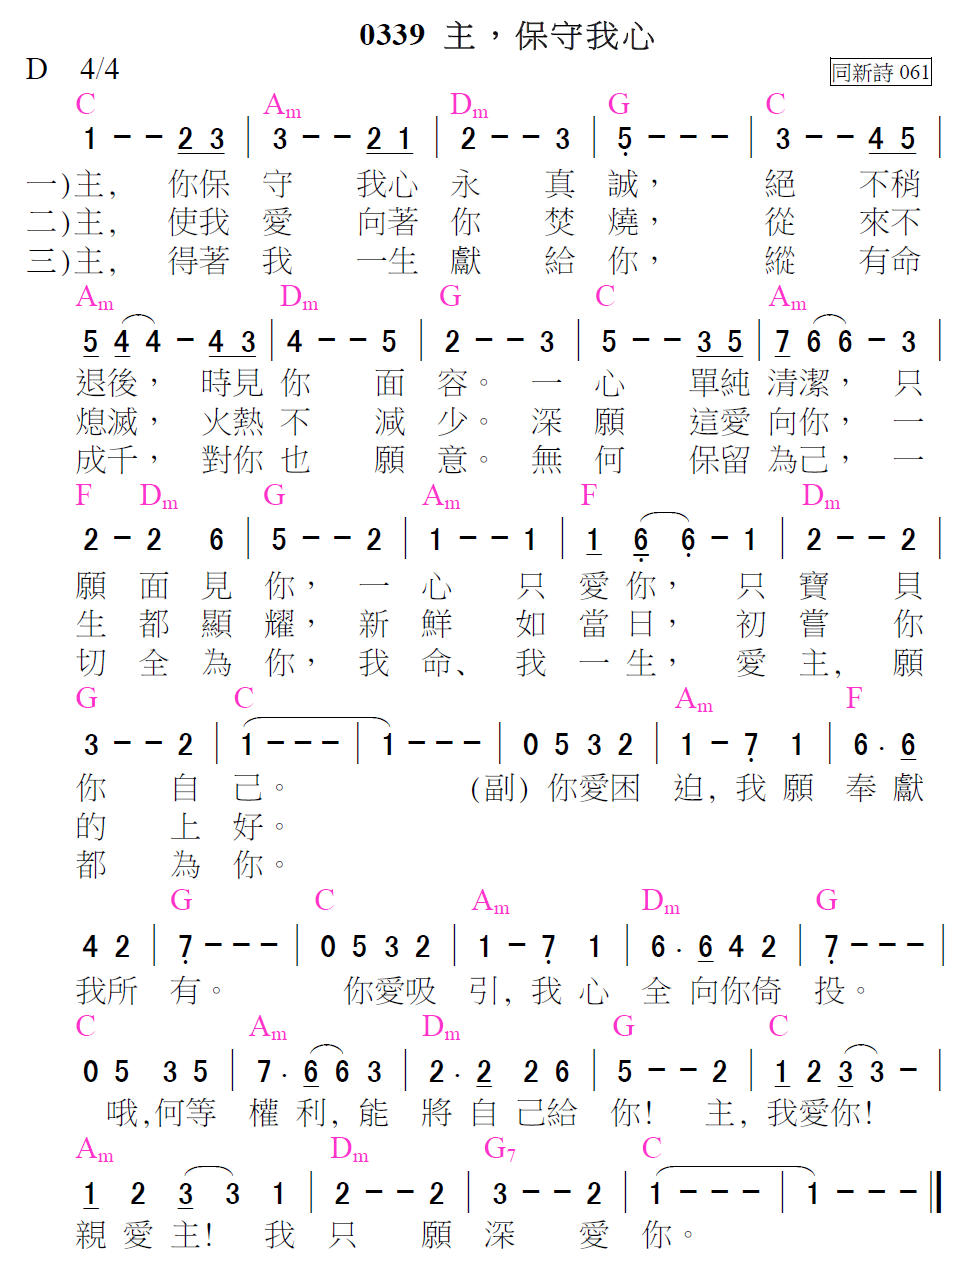 0339 主，保守我心
D 4/4 同新詩 061
C Am Dm G C
1 - - 2 3 | 3 - - 2 1 | 2 - - 3 | 5 - - - | 3 - - 4 5 |
一)主, 你保 守 我心 永 真 誠， 絕 不稍
二)主, 使我 愛 向著 你 焚 燒， 從 來不
三)主, 得著 我 一生 獻 給 你， 縱 有命
Am Dm G C Am
5 4 4 - 4 3 | 4 - - 5 | 2 - - 3 | 5 - - 3 5 | 7 6 6 - 3 |
退後， 時見 你 面 容。 一 心 單純 清潔， 只
熄滅， 火熱 不 減 少。 深 願 這愛 向你， 一
成千， 對你 也 願 意。 無 何 保留 為己， 一
F Dm G Am F Dm
2 - 2 6 | 5 - - 2 | 1 - - 1 | 1 6 6 - 1 | 2 - - 2 |
願 面 見 你， 一 心 只 愛 你， 只 寶 貝
生 都 顯 耀， 新 鮮 如 當 日， 初 嘗 你
切 全 為 你， 我 命、 我 一 生， 愛 主, 願
G C Am F
3 - - 2 | 1 - - - | 1 - - - | 0 5 3 2 | 1 - 7 1 | 6 . 6
你 自 己。 (副) 你愛困 迫, 我 願 奉 獻
的 上 好。
都 為 你。
G C Am Dm G
4 2 | 7 - - - | 0 5 3 2 | 1 - 7 1 | 6 . 6 4 2 | 7 - - - |
我所 有。 你愛吸 引, 我 心 全 向你倚 投。
C Am Dm G C
0 5 3 5 | 7 . 6 6 3 | 2 . 2 2 6 | 5 - - 2 | 1 2 3 3 - |
哦,何等 權 利, 能 將 自 己給 你! 主, 我愛你!
Am Dm G7 C
1 2 3 3 1 | 2 - - 2 | 3 - - 2 | 1 - - - | 1 - - - ||
親 愛 主! 我 只 願 深 愛 你。